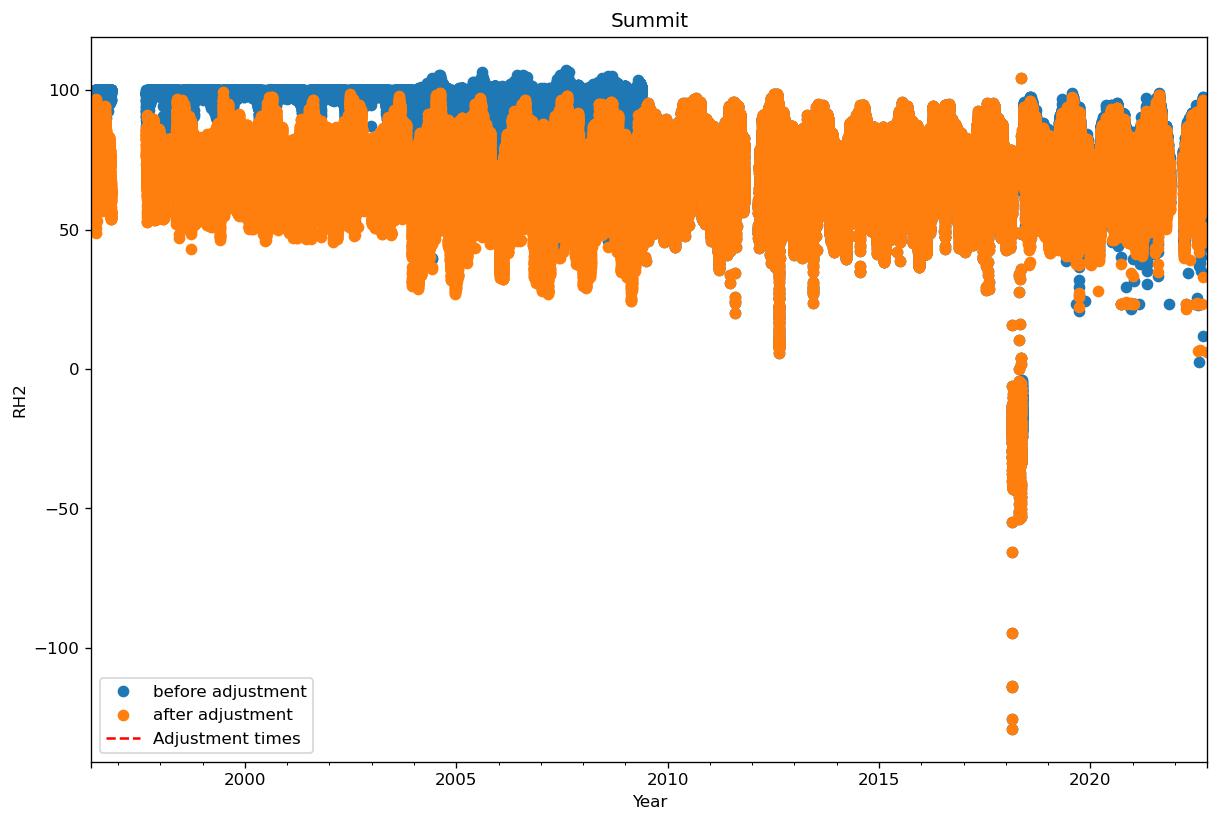 Summit
100
50
0
−50
−100
RH2
before adjustment
after adjustment
Adjustment times
2000
2005
2010
2015
2020
Year